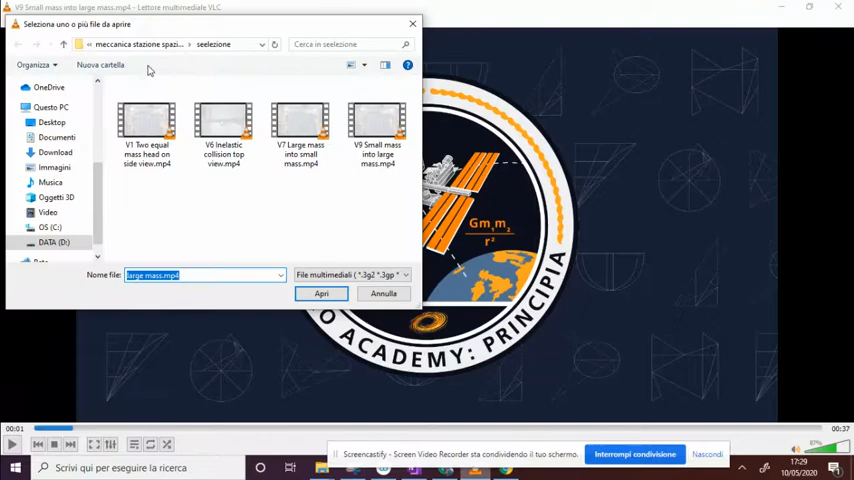 V9 Small mass into large mass.mp4 - Lettore multimediale VLC
Seleziona uno o più file da aprire
« meccanica stazione spazi... › seelezione
Cerca in seelezione
Organizza
Nuova cartella
OneDrive
Questo PC
Desktop
Documenti
Download
Immagini
Musica
Oggetti 3D
Video
OS (C:)
DATA (D:)
V1 Two equal
mass head on
side view.mp4
V6 Inelastic
collision top
view.mp4
V7 Large mass
into small
mass.mp4
V9 Small mass
into large
mass.mp4
Nome file:
large mass.mp4
File multimediali ( *.3g2 *.3gp *
Apri
Annulla
Gm1m2
r²
O ACADEMY: PRINCIPIA
00:01
00:37
87%
Screencastify - Screen Video Recorder sta condividendo il tuo schermo.
Interrompi condivisione
Nascondi
Scrivi qui per eseguire la ricerca
17:29
10/05/2020
1